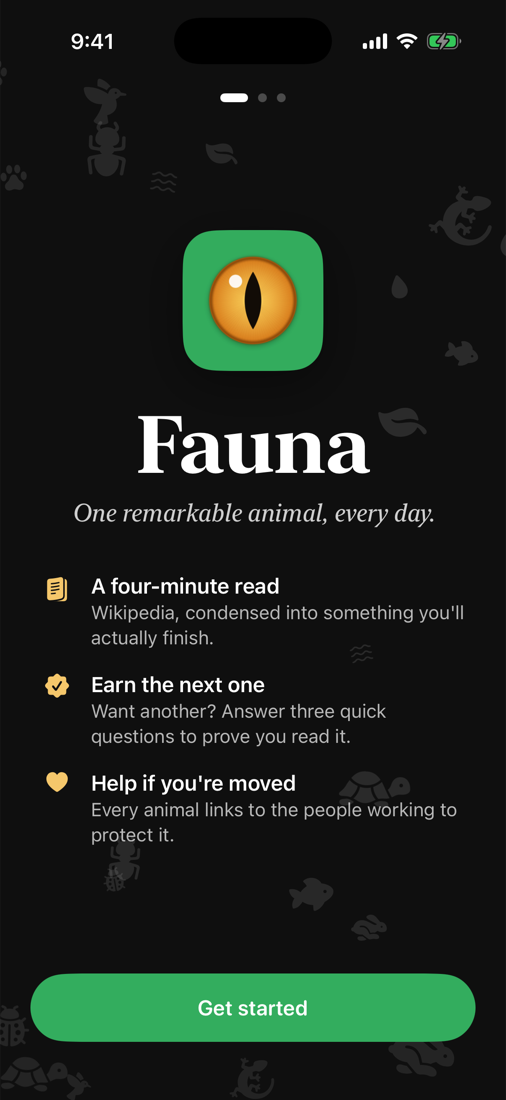 9:41
Fauna
One remarkable animal, every day.
A four-minute read
Wikipedia, condensed into something you'll
actually finish.
Earn the next one
Want another? Answer three quick
questions to prove you read it.
Help if you're moved
Every animal links to the people working to
protect it.
Get started